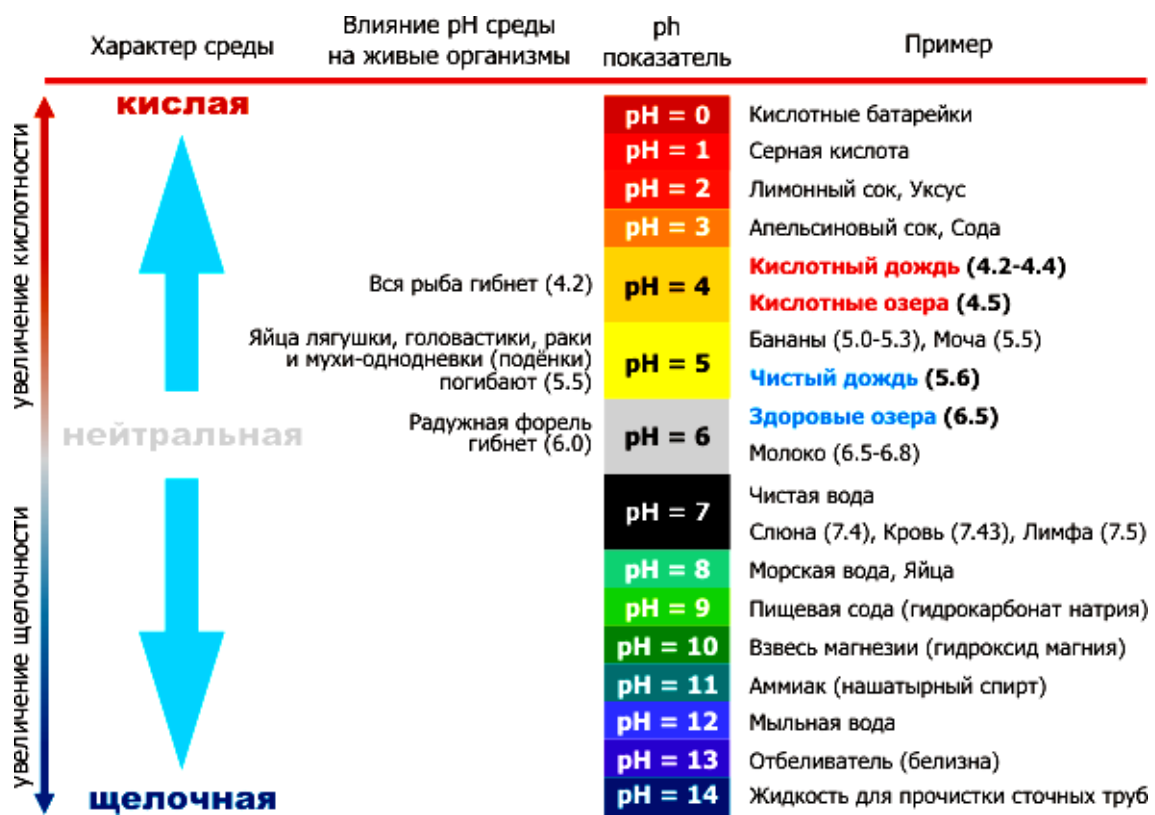 Характер среды
Влияние pH среды
на живые организмы
ph
показатель
Пример
увеличение кислотности
кислая
pH = 0
Кислотные батарейки
pH = 1
Серная кислота
pH = 2
Лимонный сок, Уксус
pH = 3
Апельсиновый сок, Сода
Вся рыба гибнет (4.2)
pH = 4
Кислотный дождь (4.2-4.4)
Кислотные озера (4.5)
Яйца лягушки, головастики, раки
и мухи-однодневки (подёнки)
погибают (5.5)
pH = 5
Бананы (5.0-5.3), Моча (5.5)
Чистый дождь (5.6)
нейтральная
Радужная форель
гибнет (6.0)
pH = 6
Здоровые озера (6.5)
Молоко (6.5-6.8)
pH = 7
Чистая вода
Слюна (7.4), Кровь (7.43), Лимфа (7.5)
увеличение щелочности
pH = 8
Морская вода, Яйца
pH = 9
Пищевая сода (гидрокарбонат натрия)
pH = 10
Взвесь магнезии (гидроксид магния)
pH = 11
Аммиак (нашатырный спирт)
pH = 12
Мыльная вода
pH = 13
Отбеливатель (белизна)
щелочная
pH = 14
Жидкость для прочистки сточных труб